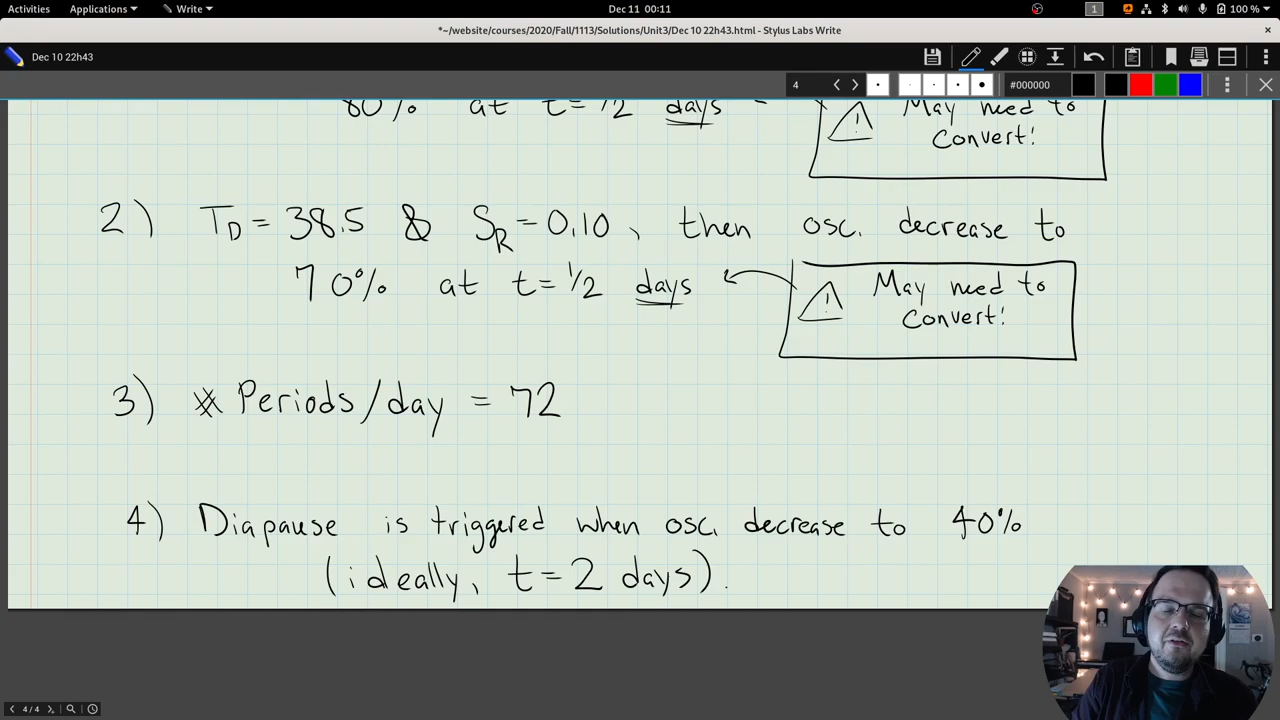 Activities Applications Write Dec 11 00:11 1 100 %
*~/website/courses/2020/Fall/1113/Solutions/Unit3/Dec 10 22h43.html - Stylus Labs Write
Dec 10 22h43
4 #000000
80% at t=1/2 days
May need to
Convert!
2) T_D = 38.5 & S_R = 0.10, then osc. decrease to
70% at t=1/2 days
May need to
Convert!
3) # Periods/day = 72
4) Diapause is triggered when osc. decrease to 40%
(ideally, t=2 days).
4/4